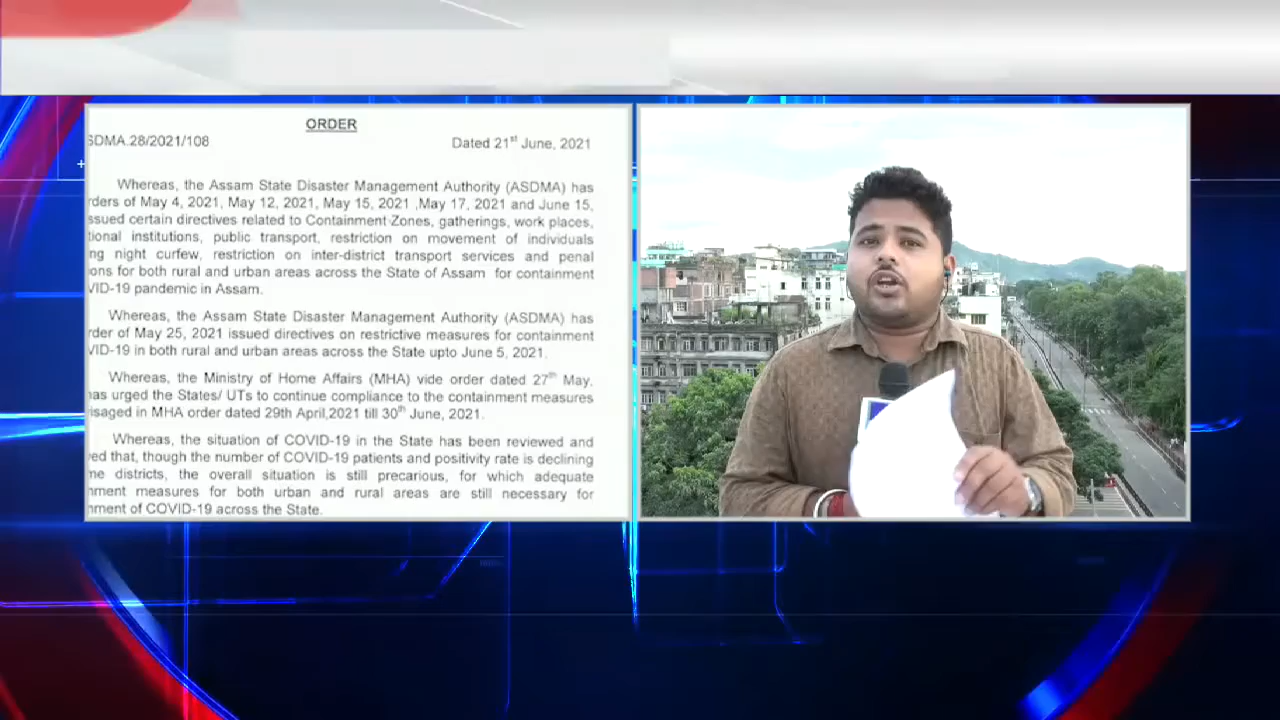 ORDER
SDMA.28/2021/108
Dated 21st June, 2021
Whereas, the Assam State Disaster Management Authority (ASDMA) has
rders of May 4, 2021, May 12, 2021, May 15, 2021 ,May 17, 2021 and June 15,
ssued certain directives related to Containment Zones, gatherings, work places,
tional institutions, public transport, restriction on movement of individuals
ng night curfew, restriction on inter-district transport services and penal
ons for both rural and urban areas across the State of Assam for containment
VID-19 pandemic in Assam.
Whereas, the Assam State Disaster Management Authority (ASDMA) has
rder of May 25, 2021 issued directives on restrictive measures for containment
VID-19 in both rural and urban areas across the State upto June 5, 2021.
Whereas, the Ministry of Home Affairs (MHA) vide order dated 27th May,
has urged the States/ UTs to continue compliance to the containment measures
isaged in MHA order dated 29th April,2021 till 30th June, 2021.
Whereas, the situation of COVID-19 in the State has been reviewed and
ed that, though the number of COVID-19 patients and positivity rate is declining
me districts, the overall situation is still precarious, for which adequate
nment measures for both urban and rural areas are still necessary for
nment of COVID-19 across the State.